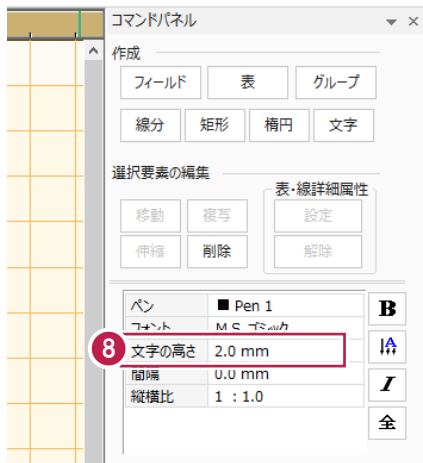 コマンドパネル
作成
フィールド 表 グループ
線分 矩形 楕円 文字
選択要素の編集
表・線詳細属性
移動 複写 設定
伸縮 削除 解除
ペン ■ Pen 1 B
フォント ＭＳ ゴシック
8 文字の高さ 2.0 mm A
間隔 0.0 mm
縦横比 1 : 1.0 I
全